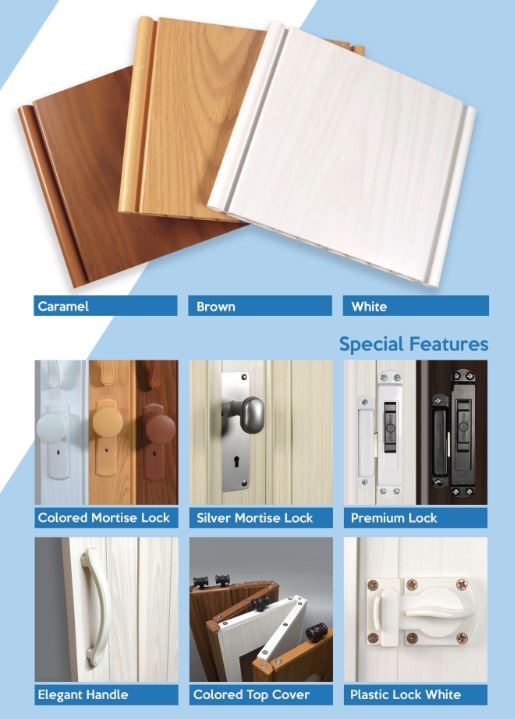 Caramel
Brown
White
Special Features
Colored Mortise Lock
Silver Mortise Lock
Premium Lock
Elegant Handle
Colored Top Cover
Plastic Lock White